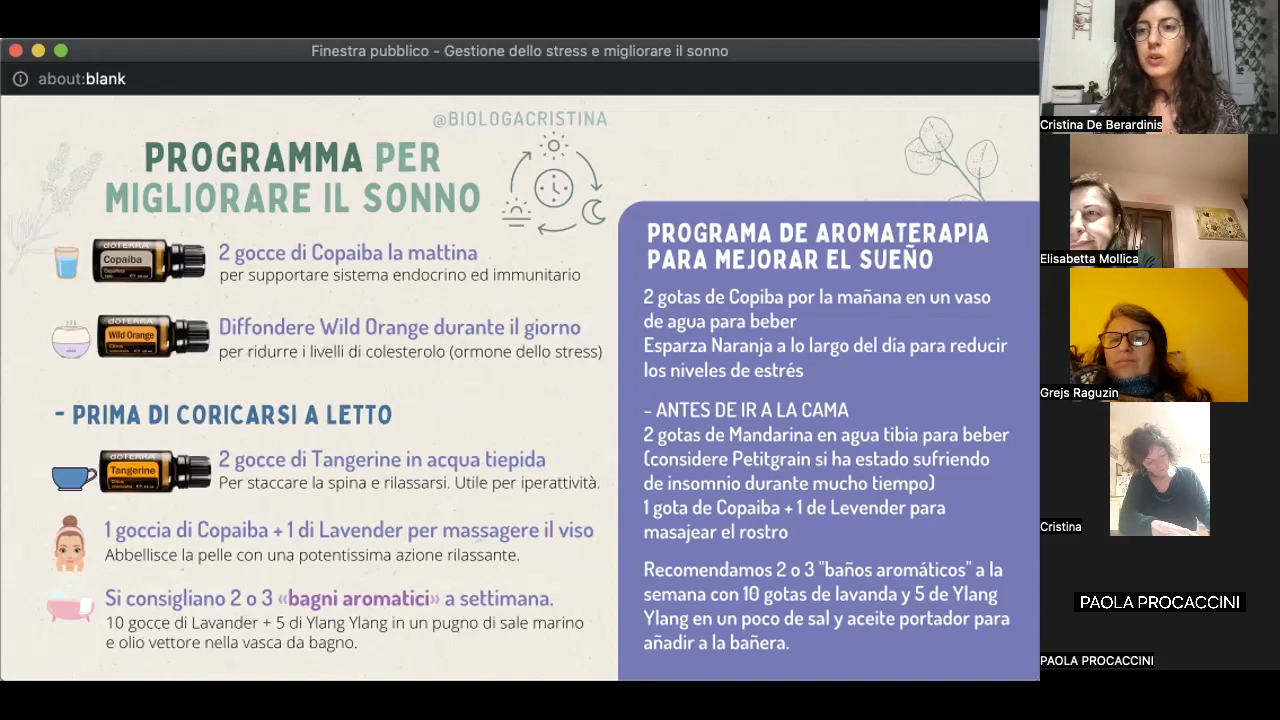 Finestra pubblico - Gestione dello stress e migliorare il sonno
about:blank
@BIOLOGACRISTINA
PROGRAMMA PER
MIGLIORARE IL SONNO
dōTERRA
Copaiba
2 gocce di Copaiba la mattina
per supportare sistema endocrino ed immunitario
dōTERRA
Wild Orange
Diffondere Wild Orange durante il giorno
per ridurre i livelli di colesterolo (ormone dello stress)
- PRIMA DI CORICARSI A LETTO
dōTERRA
Tangerine
2 gocce di Tangerine in acqua tiepida
Per staccare la spina e rilassarsi. Utile per iperattività.
1 goccia di Copaiba + 1 di Lavender per massagere il viso
Abbellisce la pelle con una potentissima azione rilassante.
Si consigliano 2 o 3 «bagni aromatici» a settimana.
10 gocce di Lavander + 5 di Ylang Ylang in un pugno di sale marino
e olio vettore nella vasca da bagno.
PROGRAMA DE AROMATERAPIA
PARA MEJORAR EL SUEÑO
2 gotas de Copiba por la mañana en un vaso
de agua para beber
Esparza Naranja a lo largo del día para reducir
los niveles de estrés
- ANTES DE IR A LA CAMA
2 gotas de Mandarina en agua tibia para beber
(considere Petitgrain si ha estado sufriendo
de insomnio durante mucho tiempo)
1 gota de Copaiba + 1 de Levender para
masajear el rostro
Recomendamos 2 o 3 "baños aromáticos" a la
semana con 10 gotas de lavanda y 5 de Ylang
Ylang en un poco de sal y aceite portador para
añadir a la bañera.
Cristina De Berardinis
Elisabetta Mollica
Grejs Raguzin
Cristina
PAOLA PROCACCINI
PAOLA PROCACCINI